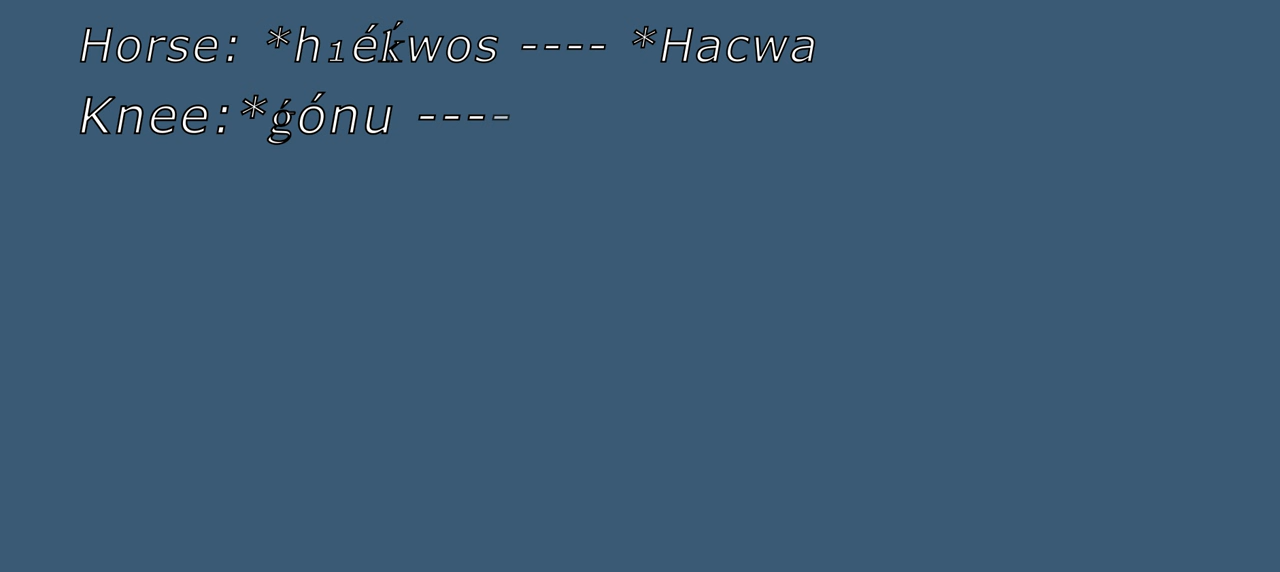 Horse: *h₁éḱwos ---- *Hacwa
Knee:*ǵónu ----